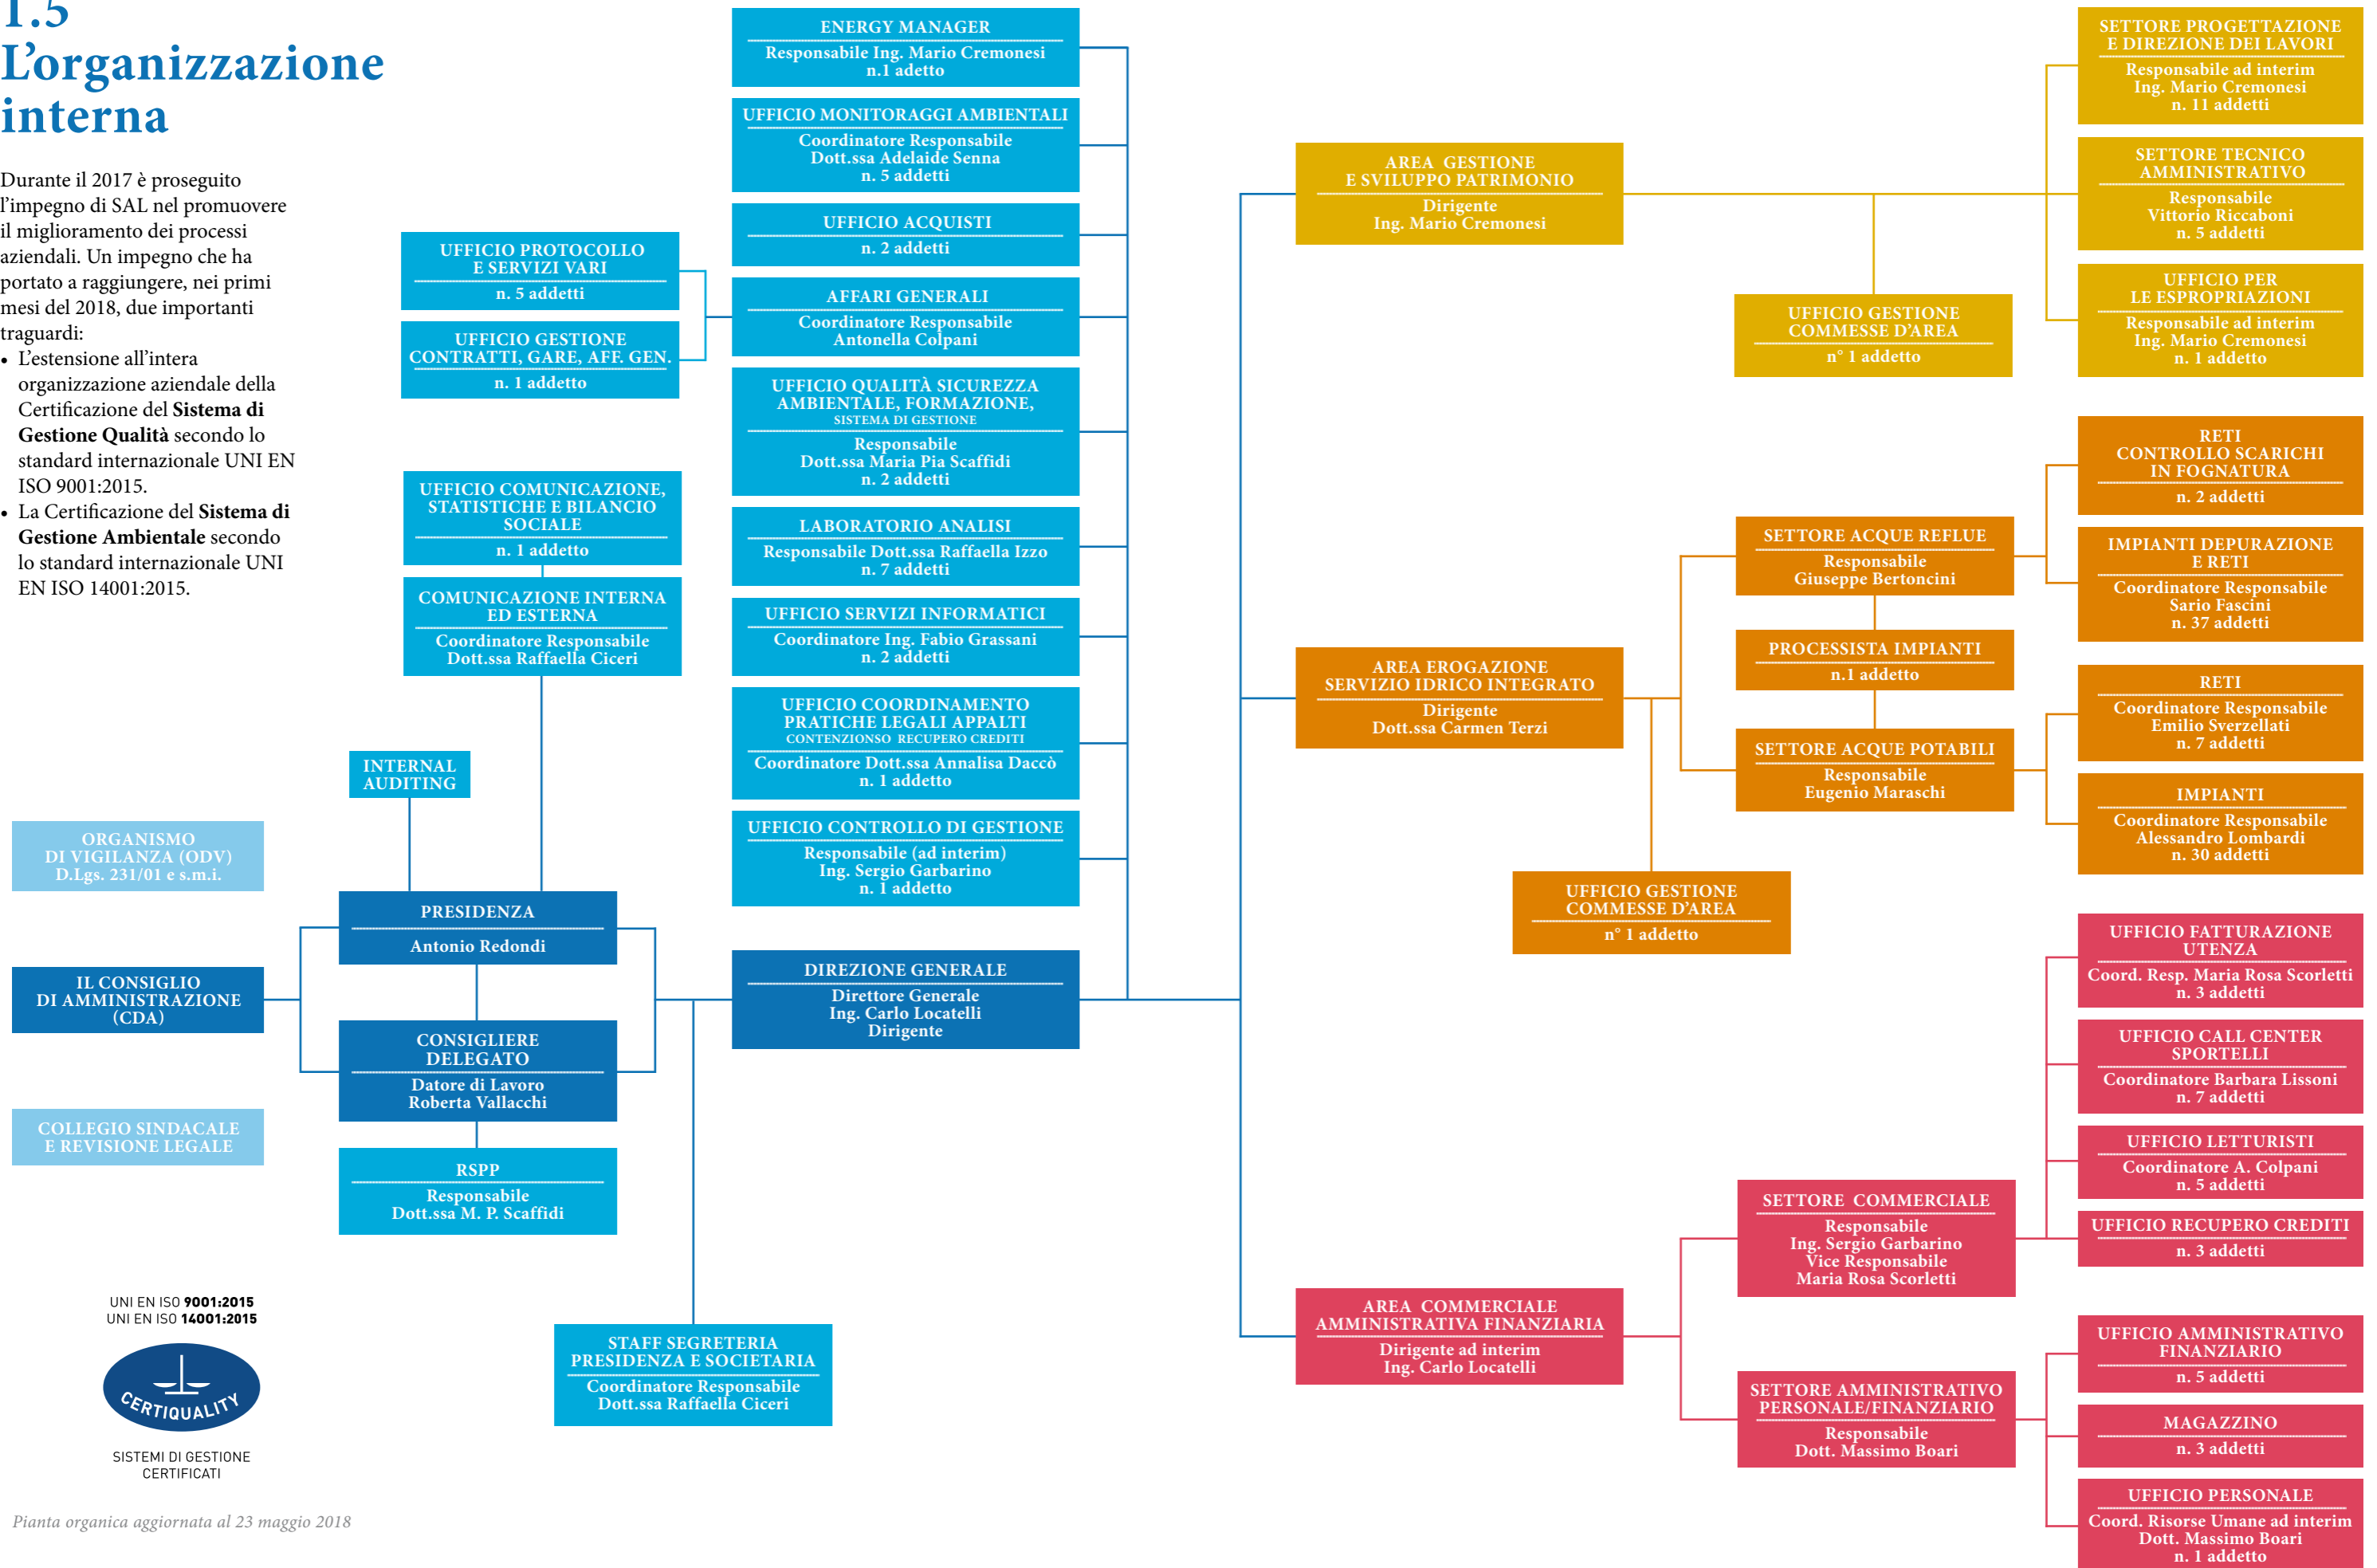 1.5
L’organizzazione
interna
Durante il 2017 è proseguito
l’impegno di SAL nel promuovere
il miglioramento dei processi
aziendali. Un impegno che ha
portato a raggiungere, nei primi
mesi del 2018, due importanti
traguardi:
• L’estensione all’intera
organizzazione aziendale della
Certificazione del Sistema di
Gestione Qualità secondo lo
standard internazionale UNI EN
ISO 9001:2015.
• La Certificazione del Sistema di
Gestione Ambientale secondo
lo standard internazionale UNI
EN ISO 14001:2015.
ORGANISMO
DI VIGILANZA (ODV)
D.Lgs. 231/01 e s.m.i.
IL CONSIGLIO
DI AMMINISTRAZIONE
(CDA)
COLLEGIO SINDACALE
E REVISIONE LEGALE
UNI EN ISO 9001:2015
UNI EN ISO 14001:2015
CERTIQUALITY
SISTEMI DI GESTIONE
CERTIFICATI
Pianta organica aggiornata al 23 maggio 2018
UFFICIO PROTOCOLLO
E SERVIZI VARI
n. 5 addetti
UFFICIO GESTIONE
CONTRATTI, GARE, AFF. GEN.
n. 1 addetto
UFFICIO COMUNICAZIONE,
STATISTICHE E BILANCIO
SOCIALE
n. 1 addetto
COMUNICAZIONE INTERNA
ED ESTERNA
Coordinatore Responsabile
Dott.ssa Raffaella Ciceri
INTERNAL
AUDITING
PRESIDENZA
Antonio Redondi
CONSIGLIERE
DELEGATO
Datore di Lavoro
Roberta Vallacchi
RSPP
Responsabile
Dott.ssa M. P. Scaffidi
STAFF SEGRETERIA
PRESIDENZA E SOCIETARIA
Coordinatore Responsabile
Dott.ssa Raffaella Ciceri
ENERGY MANAGER
Responsabile Ing. Mario Cremonesi
n.1 adetto
UFFICIO MONITORAGGI AMBIENTALI
Coordinatore Responsabile
Dott.ssa Adelaide Senna
n. 5 addetti
UFFICIO ACQUISTI
n. 2 addetti
AFFARI GENERALI
Coordinatore Responsabile
Antonella Colpani
UFFICIO QUALITÀ SICUREZZA
AMBIENTALE, FORMAZIONE,
SISTEMA DI GESTIONE
Responsabile
Dott.ssa Maria Pia Scaffidi
n. 2 addetti
LABORATORIO ANALISI
Responsabile Dott.ssa Raffaella Izzo
n. 7 addetti
UFFICIO SERVIZI INFORMATICI
Coordinatore Ing. Fabio Grassani
n. 2 addetti
UFFICIO COORDINAMENTO
PRATICHE LEGALI APPALTI
CONTENZIONSO RECUPERO CREDITI
Coordinatore Dott.ssa Annalisa Daccò
n. 1 addetto
UFFICIO CONTROLLO DI GESTIONE
Responsabile (ad interim)
Ing. Sergio Garbarino
n. 1 addetto
DIREZIONE GENERALE
Direttore Generale
Ing. Carlo Locatelli
Dirigente
AREA GESTIONE
E SVILUPPO PATRIMONIO
Dirigente
Ing. Mario Cremonesi
UFFICIO GESTIONE
COMMESSE D’AREA
n° 1 addetto
SETTORE PROGETTAZIONE
E DIREZIONE DEI LAVORI
Responsabile ad interim
Ing. Mario Cremonesi
n. 11 addetti
SETTORE TECNICO
AMMINISTRATIVO
Responsabile
Vittorio Riccaboni
n. 5 addetti
UFFICIO PER
LE ESPROPRIAZIONI
Responsabile ad interim
Ing. Mario Cremonesi
n. 1 addetto
AREA EROGAZIONE
SERVIZIO IDRICO INTEGRATO
Dirigente
Dott.ssa Carmen Terzi
UFFICIO GESTIONE
COMMESSE D’AREA
n° 1 addetto
SETTORE ACQUE REFLUE
Responsabile
Giuseppe Bertoncini
PROCESSISTA IMPIANTI
n.1 addetto
SETTORE ACQUE POTABILI
Responsabile
Eugenio Maraschi
RETI
CONTROLLO SCARICHI
IN FOGNATURA
n. 2 addetti
IMPIANTI DEPURAZIONE
E RETI
Coordinatore Responsabile
Sario Fascini
n. 37 addetti
RETI
Coordinatore Responsabile
Emilio Sverzellati
n. 7 addetti
IMPIANTI
Coordinatore Responsabile
Alessandro Lombardi
n. 30 addetti
AREA COMMERCIALE
AMMINISTRATIVA FINANZIARIA
Dirigente ad interim
Ing. Carlo Locatelli
SETTORE COMMERCIALE
Responsabile
Ing. Sergio Garbarino
Vice Responsabile
Maria Rosa Scorletti
SETTORE AMMINISTRATIVO
PERSONALE/FINANZIARIO
Responsabile
Dott. Massimo Boari
UFFICIO FATTURAZIONE
UTENZA
Coord. Resp. Maria Rosa Scorletti
n. 3 addetti
UFFICIO CALL CENTER
SPORTELLI
Coordinatore Barbara Lissoni
n. 7 addetti
UFFICIO LETTURISTI
Coordinatore A. Colpani
n. 5 addetti
UFFICIO RECUPERO CREDITI
n. 3 addetti
UFFICIO AMMINISTRATIVO
FINANZIARIO
n. 5 addetti
MAGAZZINO
n. 3 addetti
UFFICIO PERSONALE
Coord. Risorse Umane ad interim
Dott. Massimo Boari
n. 1 addetto